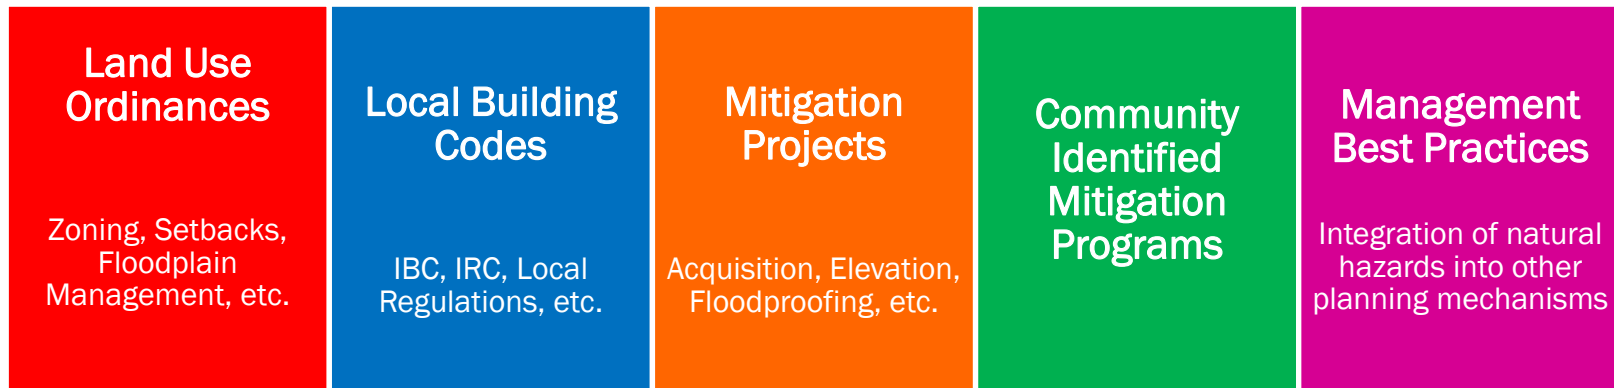 Land Use
Ordinances
Zoning, Setbacks,
Floodplain
Management, etc.
Local Building
Codes
IBC, IRC, Local
Regulations, etc.
Mitigation
Projects
Acquisition, Elevation,
Floodproofing, etc.
Community
Identified
Mitigation
Programs
Management
Best Practices
Integration of natural
hazards into other
planning mechanisms